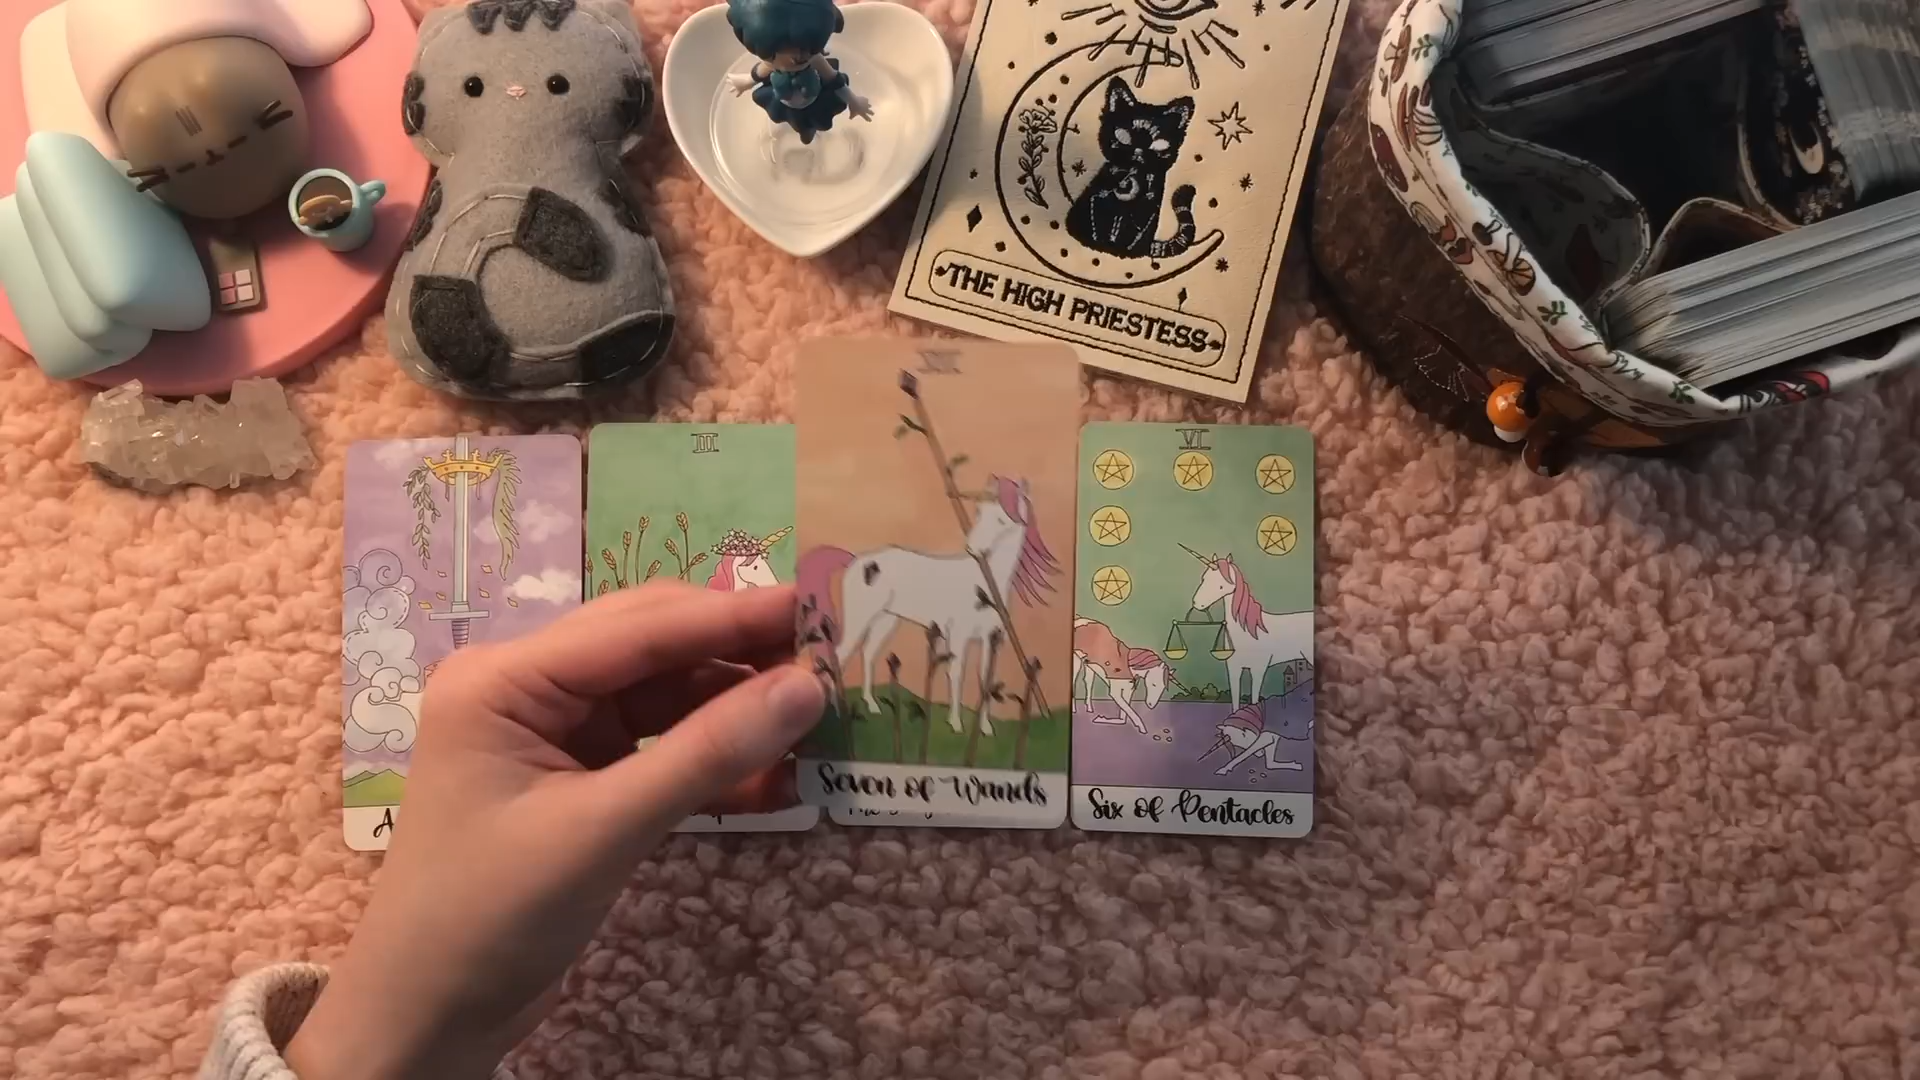 THE HIGH PRIESTESS
III
VI
Seven of Wands
Six of Pentacles